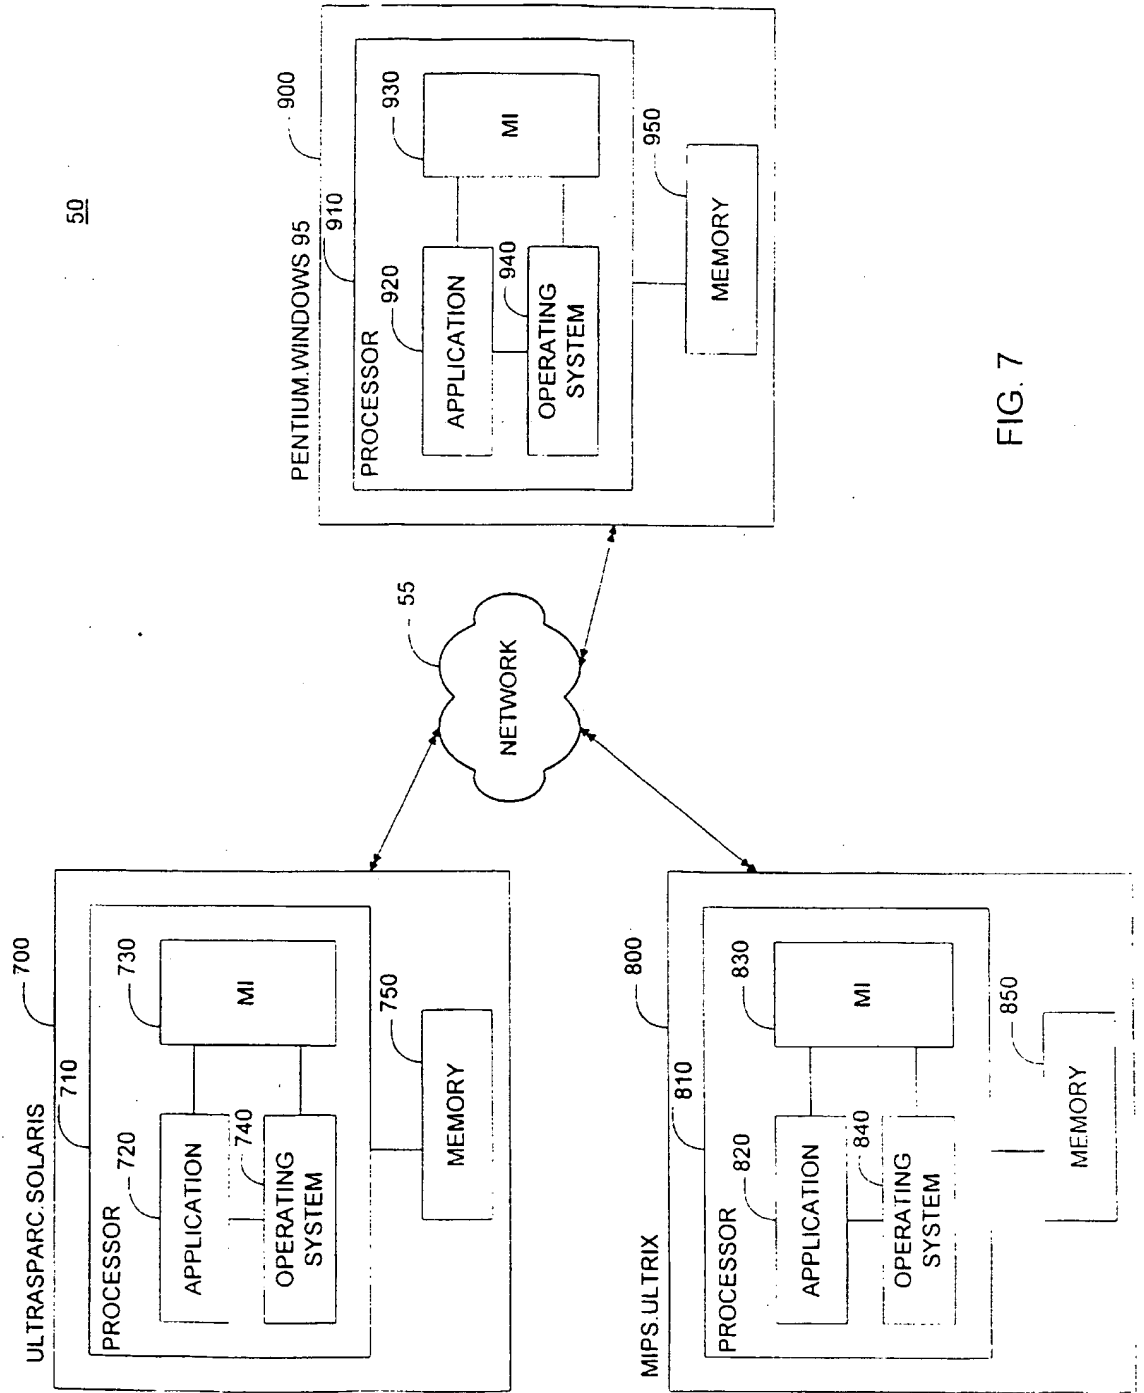 50
ULTRASPARC.SOLARIS
700
710
PROCESSOR
720
APPLICATION
730
MI
740
OPERATING
SYSTEM
750
MEMORY
55
NETWORK
PENTIUM.WINDOWS 95
900
910
PROCESSOR
920
APPLICATION
930
MI
940
OPERATING
SYSTEM
950
MEMORY
MIPS.ULTRIX
800
810
PROCESSOR
820
APPLICATION
830
MI
840
OPERATING
SYSTEM
850
MEMORY
FIG. 7